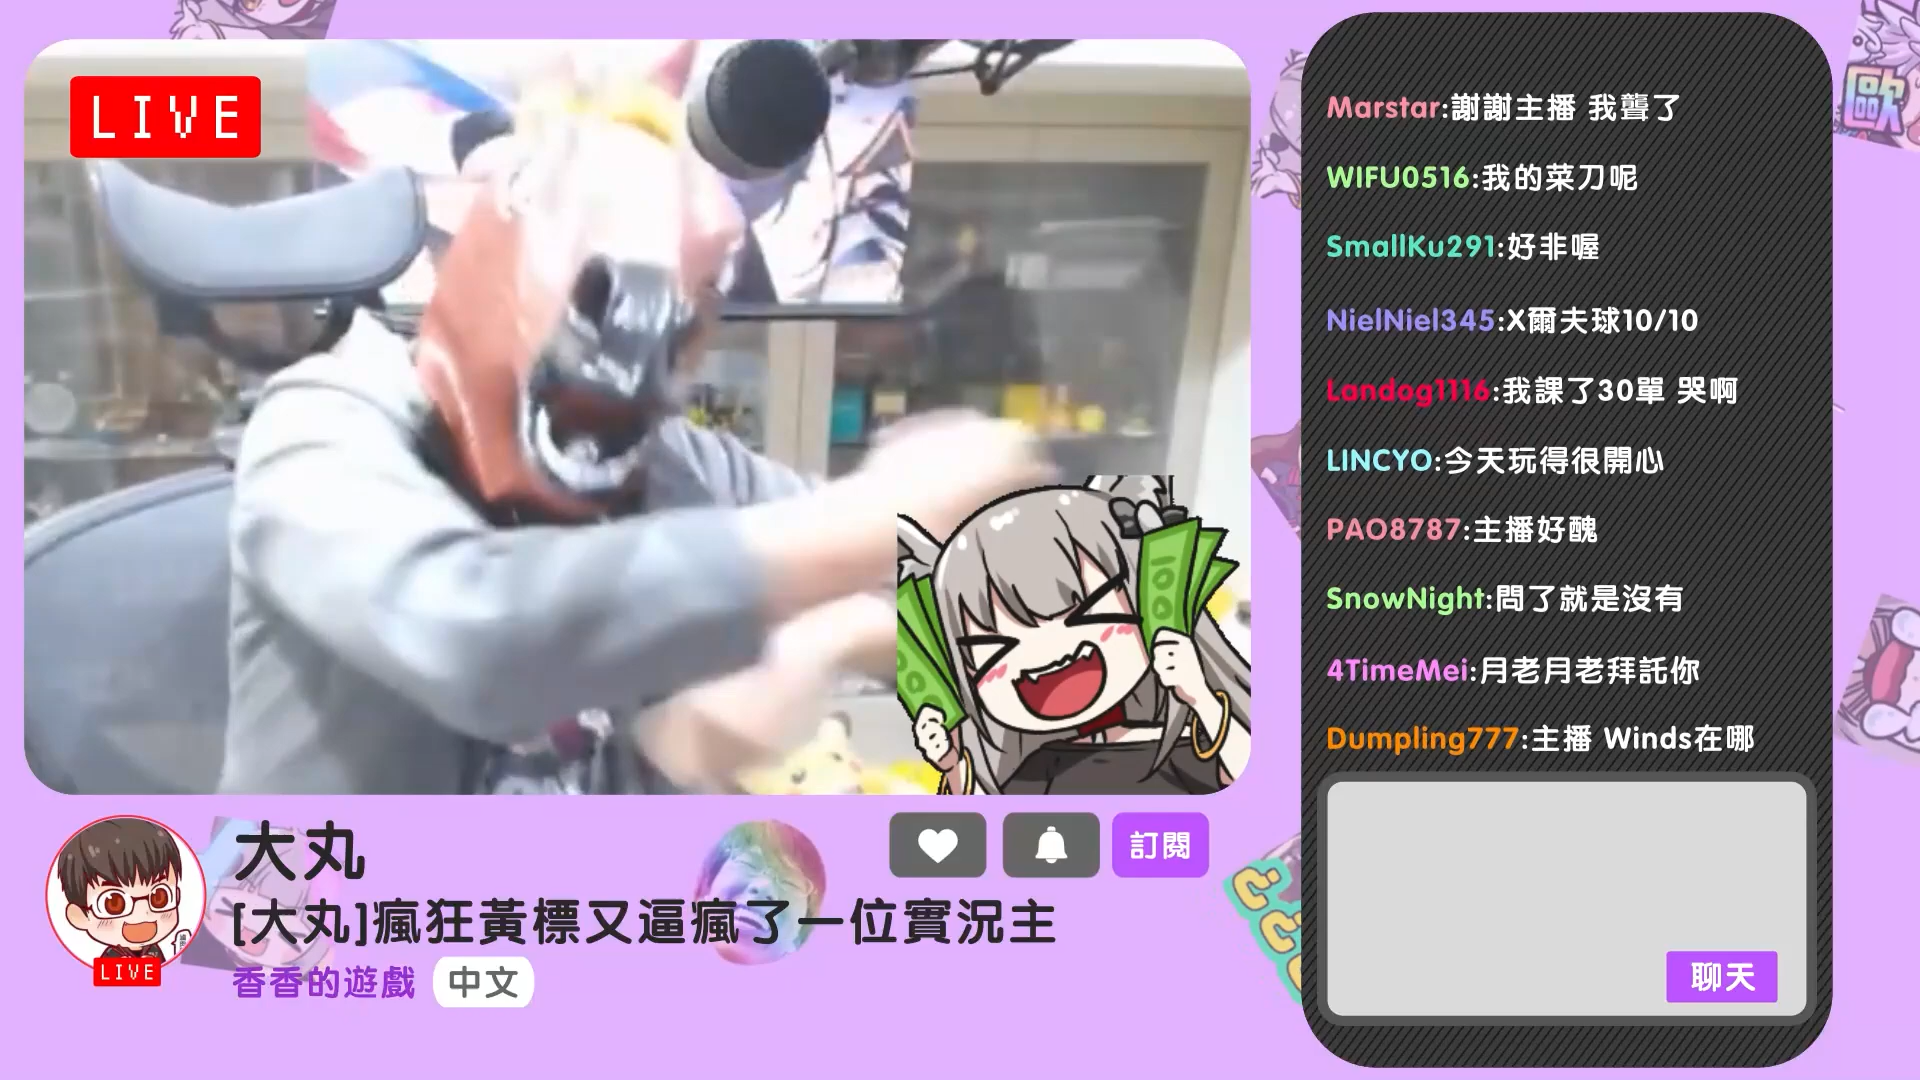 LIVE
Marstar:謝謝主播 我聾了
WIFU0516:我的菜刀呢
SmallKu291:好非喔
NielNiel345:X爾夫球10/10
Landog1116:我課了30單 哭啊
LINCYO:今天玩得很開心
PAO8787:主播好醜
SnowNight:問了就是沒有
4TimeMei:月老月老拜託你
Dumpling777:主播 Winds在哪
歐
100
訂閱
大丸
[大丸]瘋狂黃標又逼瘋了一位實況主
LIVE
香香的遊戲
中文
聊天